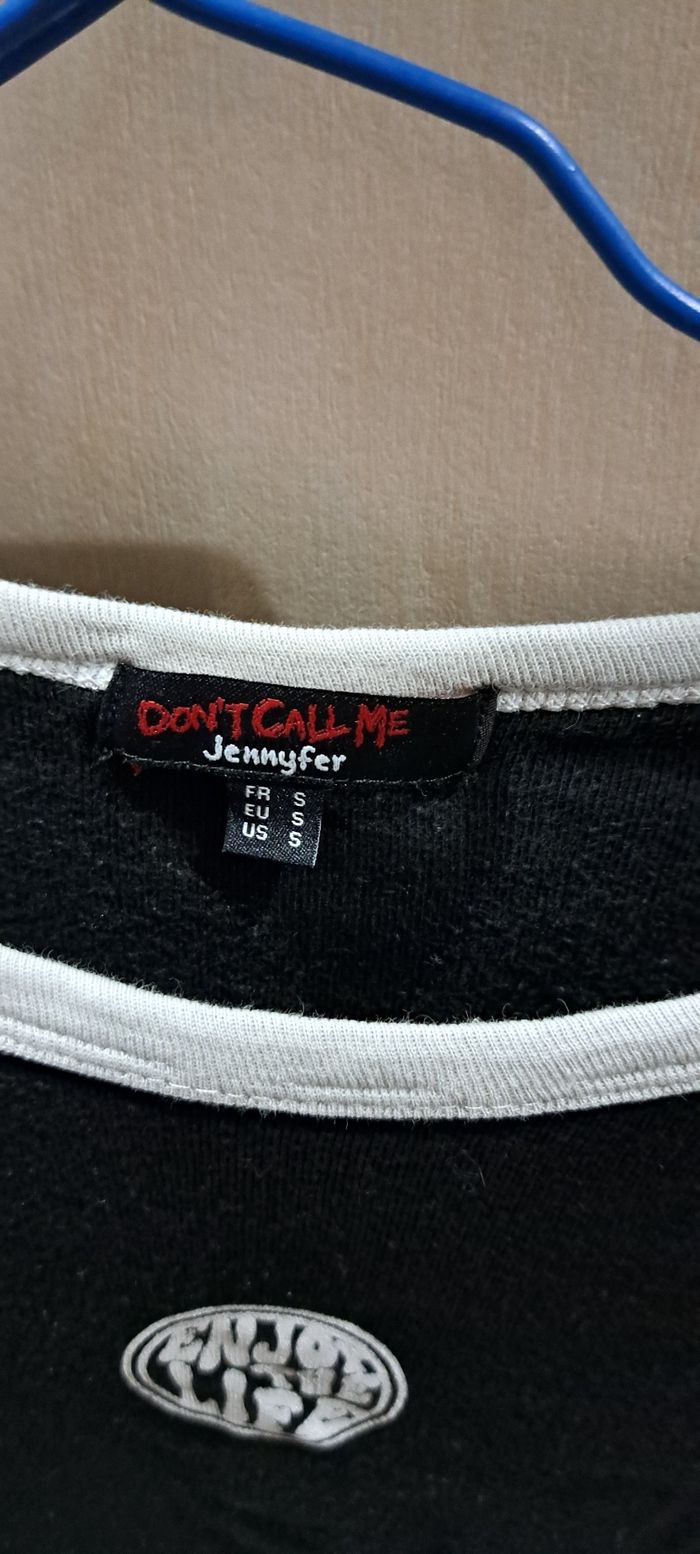 DON'T CALL ME
Jennyfer
FR S
EU S
US S
ENJOY
THE
LIFE